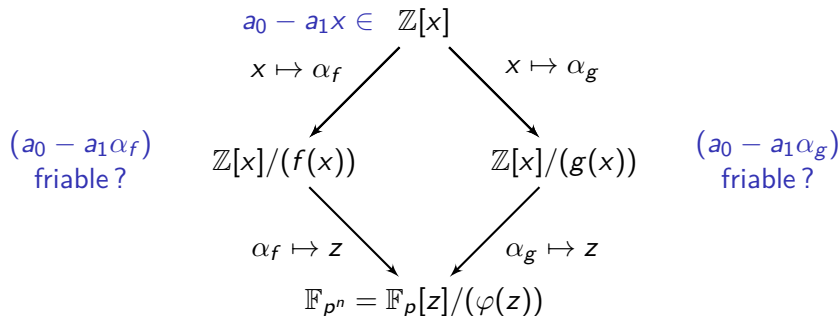 a₀ − a₁x ∈ ℤ[x]
x ↦ α_f x ↦ α_g
(a₀ − a₁α_f) ℤ[x]/(f(x)) ℤ[x]/(g(x)) (a₀ − a₁α_g)
friable ? friable ?
α_f ↦ z α_g ↦ z
𝔽_{pⁿ} = 𝔽_p[z]/(φ(z))